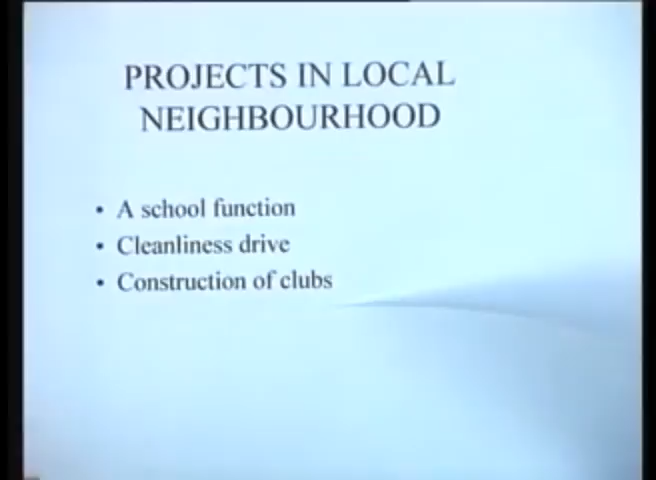 PROJECTS IN LOCAL
NEIGHBOURHOOD
• A school function
• Cleanliness drive
• Construction of clubs